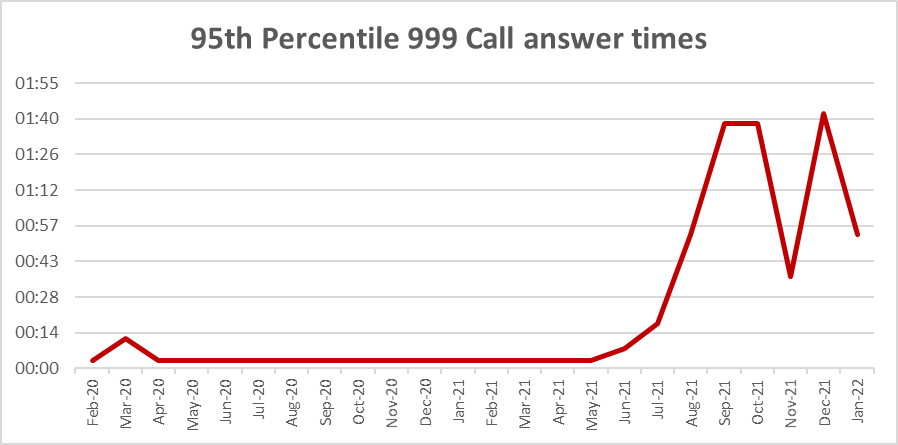 95th Percentile 999 Call answer times
01:55
01:40
01:26
01:12
00:57
00:43
00:28
00:14
00:00
Feb-20
Mar-20
Apr-20
May-20
Jun-20
Jul-20
Aug-20
Sep-20
Oct-20
Nov-20
Dec-20
Jan-21
Feb-21
Mar-21
Apr-21
May-21
Jun-21
Jul-21
Aug-21
Sep-21
Oct-21
Nov-21
Dec-21
Jan-22